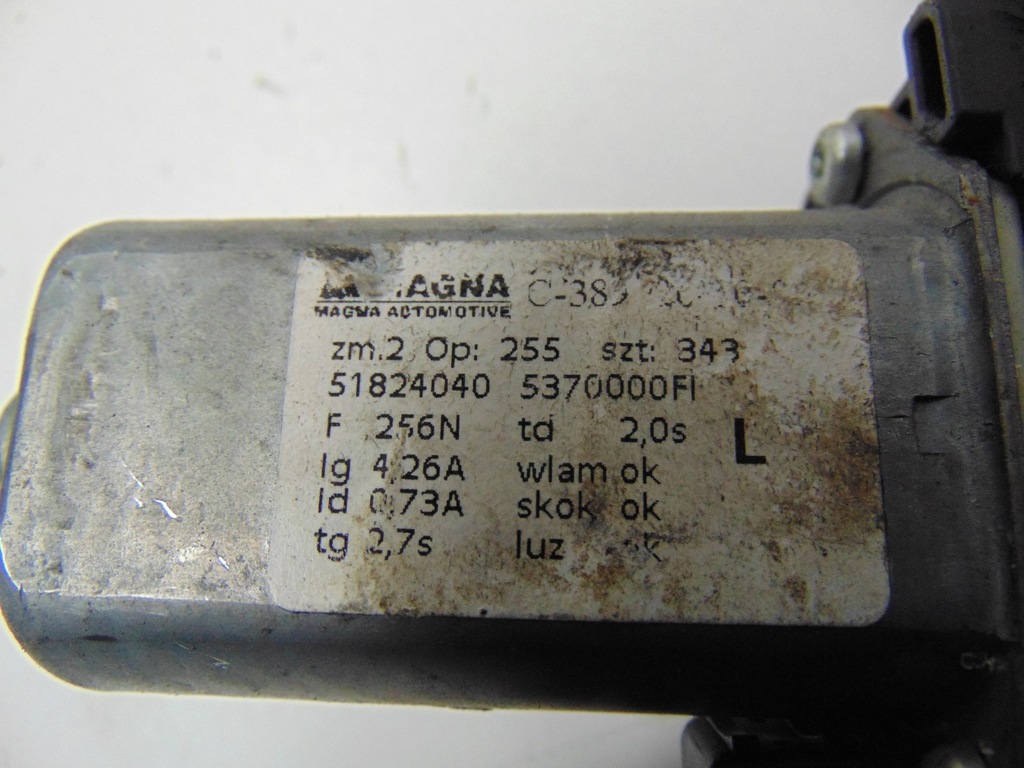 MAGNA
MAGNA AUTOMOTIVE
zm.2 Op: 255 szt: 343
51824040 5370000FI
F 256N td 2,0s
L
Ig 4,26A wlam ok
Id 0,73A skok ok
tg 2,7s luz ok